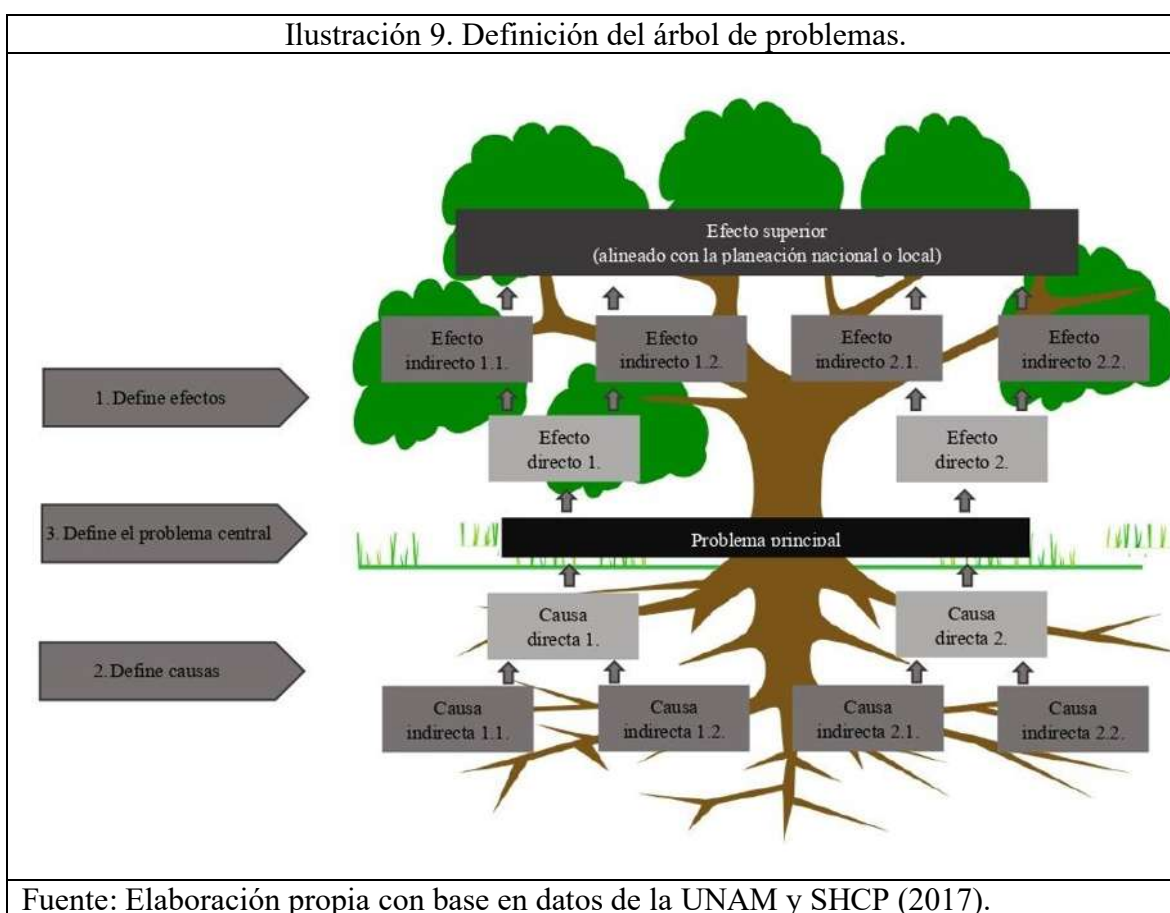 Ilustración 9. Definición del árbol de problemas.
Efecto superior
(alineado con la planeación nacional o local)
Efecto
indirecto 1.1.
Efecto
indirecto 1.2.
Efecto
indirecto 2.1.
Efecto
indirecto 2.2.
1. Define efectos
Efecto
directo 1.
Efecto
directo 2.
3. Define el problema central
Problema principal
Causa
directa 1.
Causa
directa 2.
2. Define causas
Causa
indirecta 1.1.
Causa
indirecta 1.2.
Causa
indirecta 2.1.
Causa
indirecta 2.2.
Fuente: Elaboración propia con base en datos de la UNAM y SHCP (2017).